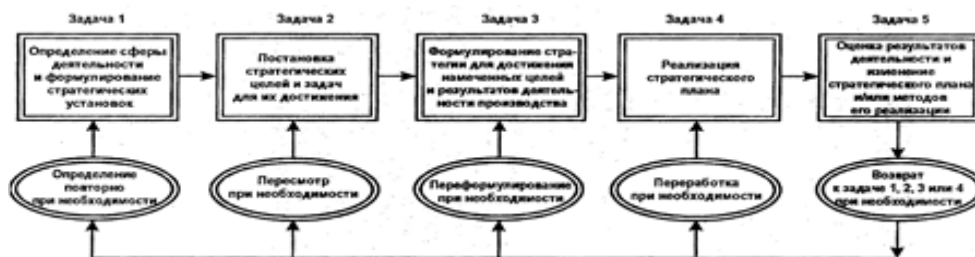 Задача 1
Задача 2
Задача 3
Задача 4
Задача 5
Определение сферы
деятельности
и формулирование
стратегических
установок
Постановка
стратегических
целей и задач
для их достижения
Формулирование стра-
тегии для достижения
намеченных целей
и результатов деятель-
ности производства
Реализация
стратегического
плана
Оценка результатов
деятельности и
изменение
стратегического плана
и/или методов
его реализации
Определение
повторно
при необходимости
Пересмотр
при необходимости
Переформулирование
при необходимости
Переработка
при необходимости
Возврат
к задаче 1, 2, 3 или 4
при необходимости